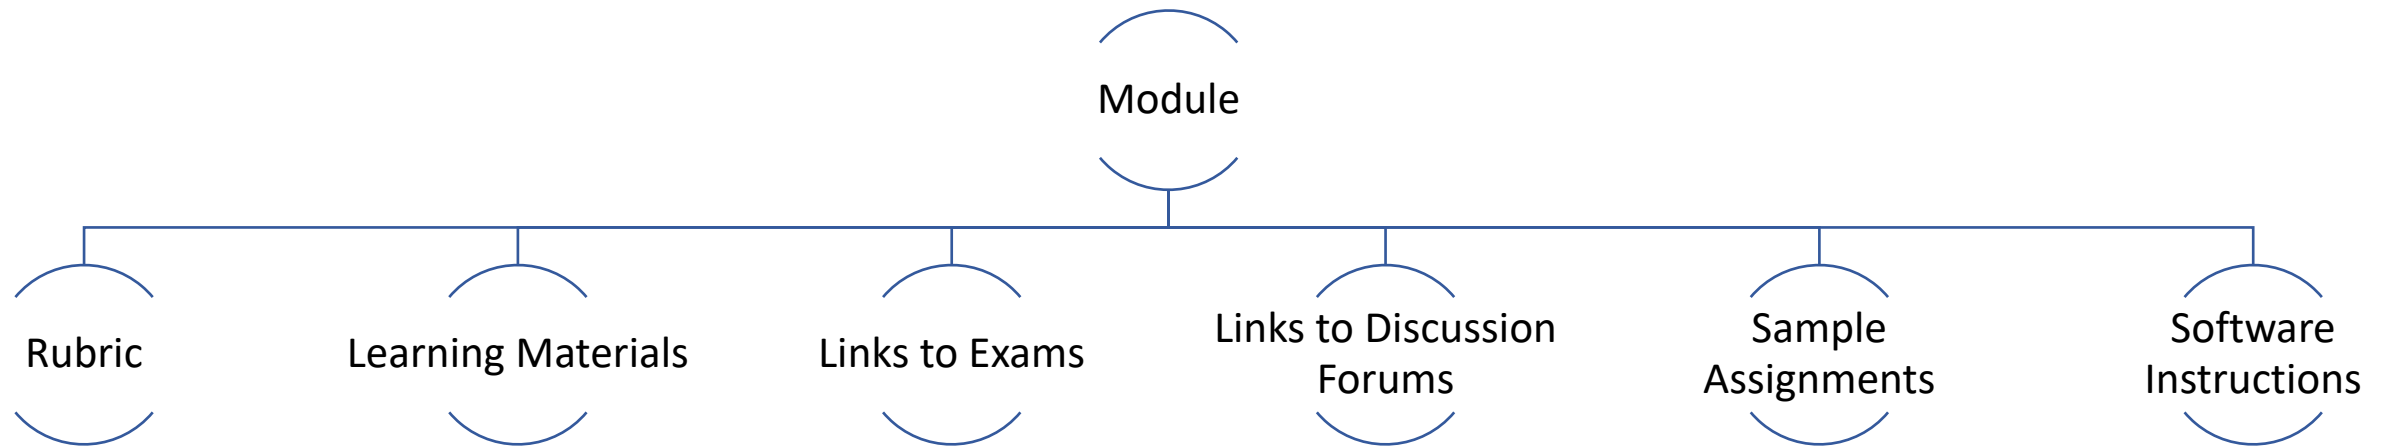 Module
Rubric
Learning Materials
Links to Exams
Links to Discussion
Forums
Sample
Assignments
Software
Instructions